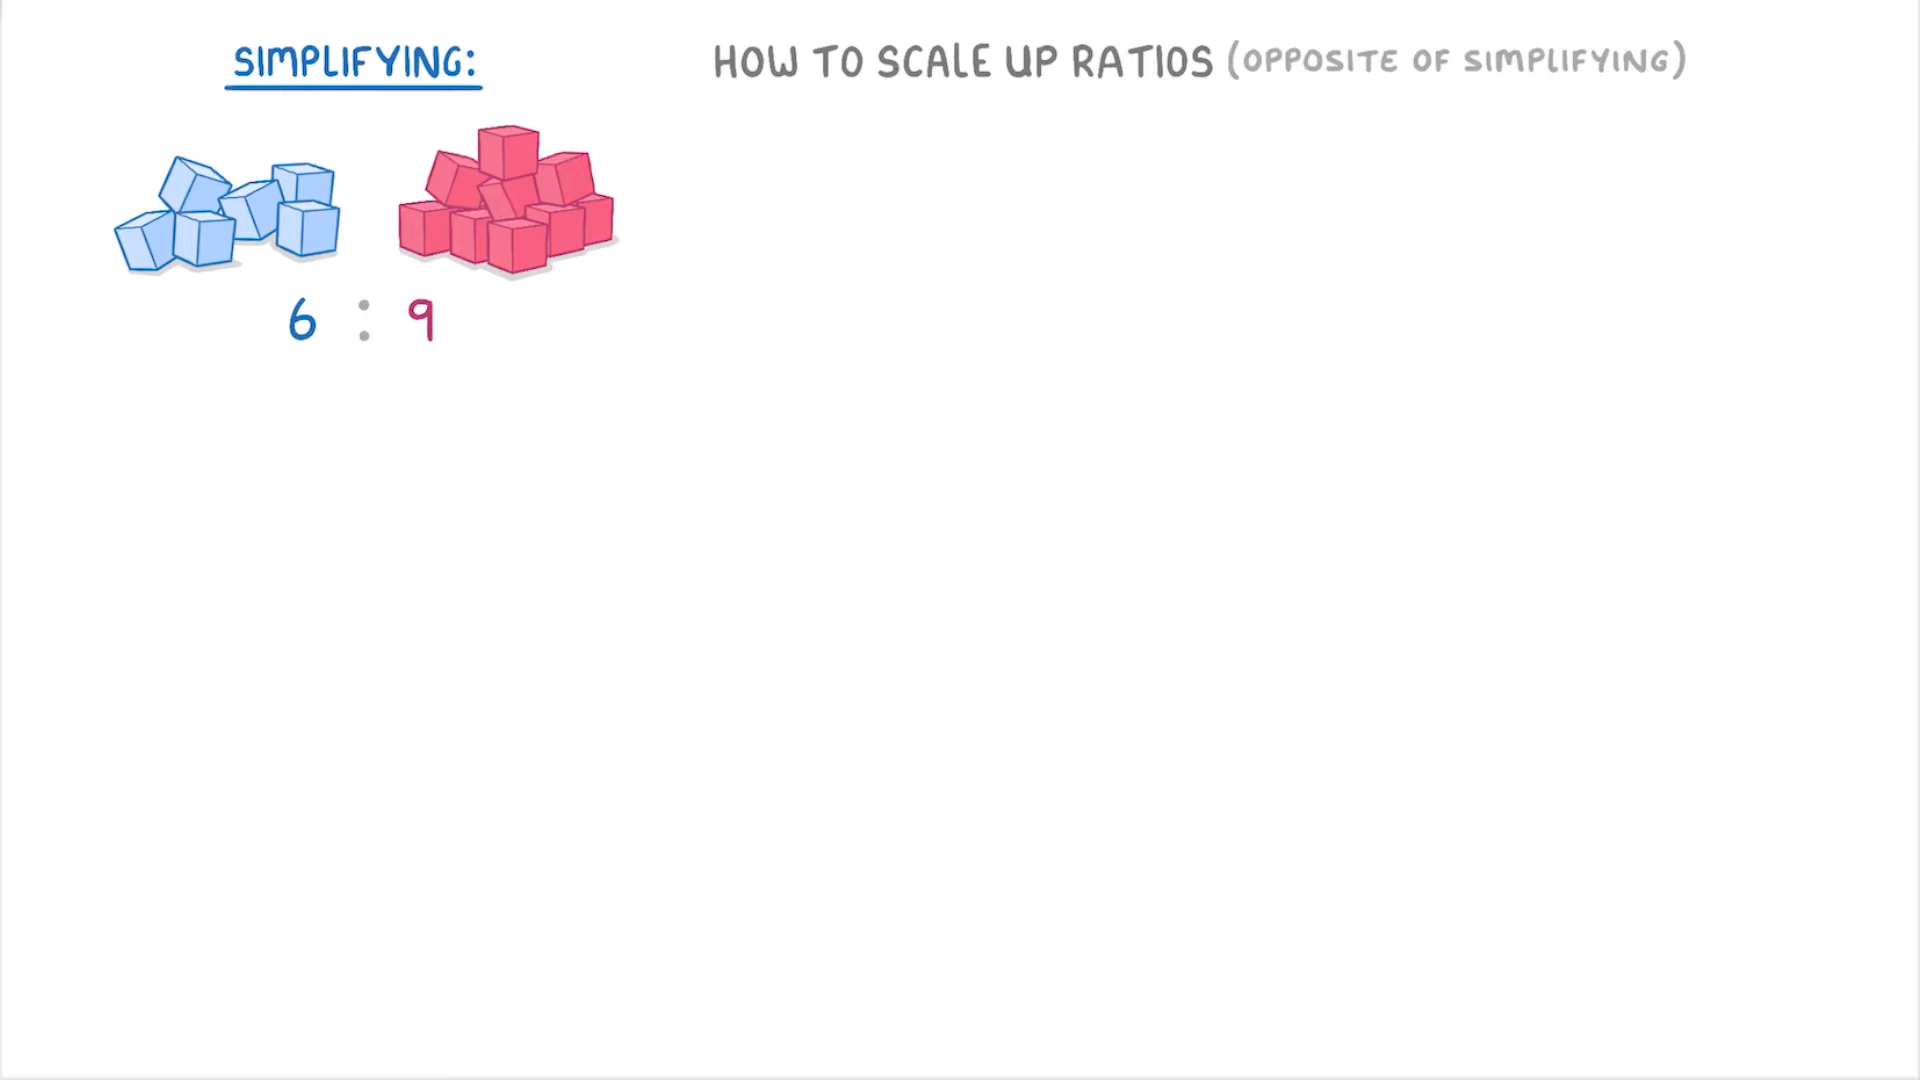 SIMPLIFYING:
HOW TO SCALE UP RATIOS (OPPOSITE OF SIMPLIFYING)
6 : 9